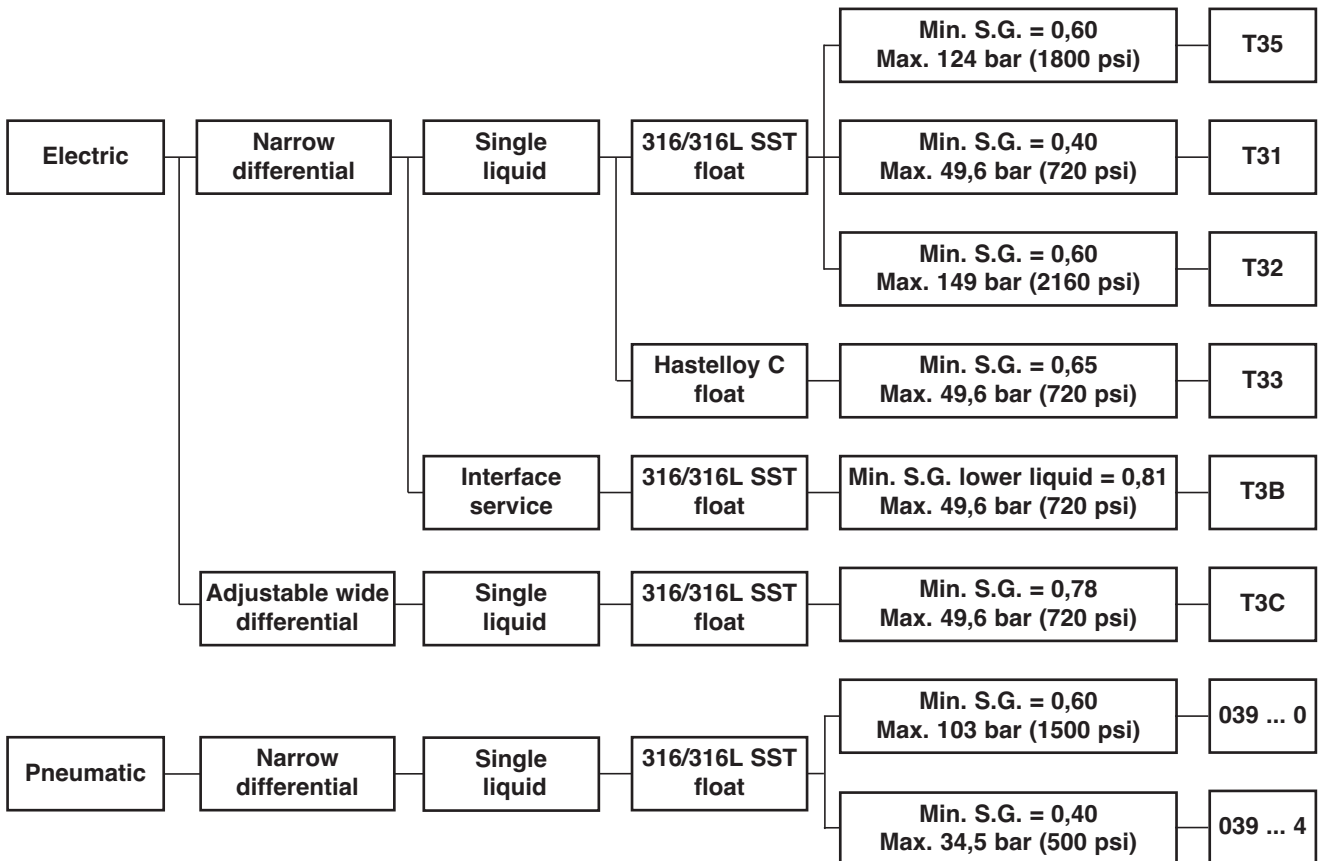 Min. S.G. = 0,60
Max. 124 bar (1800 psi)
T35
Electric
Narrow
differential
Single
liquid
316/316L SST
float
Min. S.G. = 0,40
Max. 49,6 bar (720 psi)
T31
Min. S.G. = 0,60
Max. 149 bar (2160 psi)
T32
Hastelloy C
float
Min. S.G. = 0,65
Max. 49,6 bar (720 psi)
T33
Interface
service
316/316L SST
float
Min. S.G. lower liquid = 0,81
Max. 49,6 bar (720 psi)
T3B
Adjustable wide
differential
Single
liquid
316/316L SST
float
Min. S.G. = 0,78
Max. 49,6 bar (720 psi)
T3C
Min. S.G. = 0,60
Max. 103 bar (1500 psi)
039 ... 0
Pneumatic
Narrow
differential
Single
liquid
316/316L SST
float
Min. S.G. = 0,40
Max. 34,5 bar (500 psi)
039 ... 4